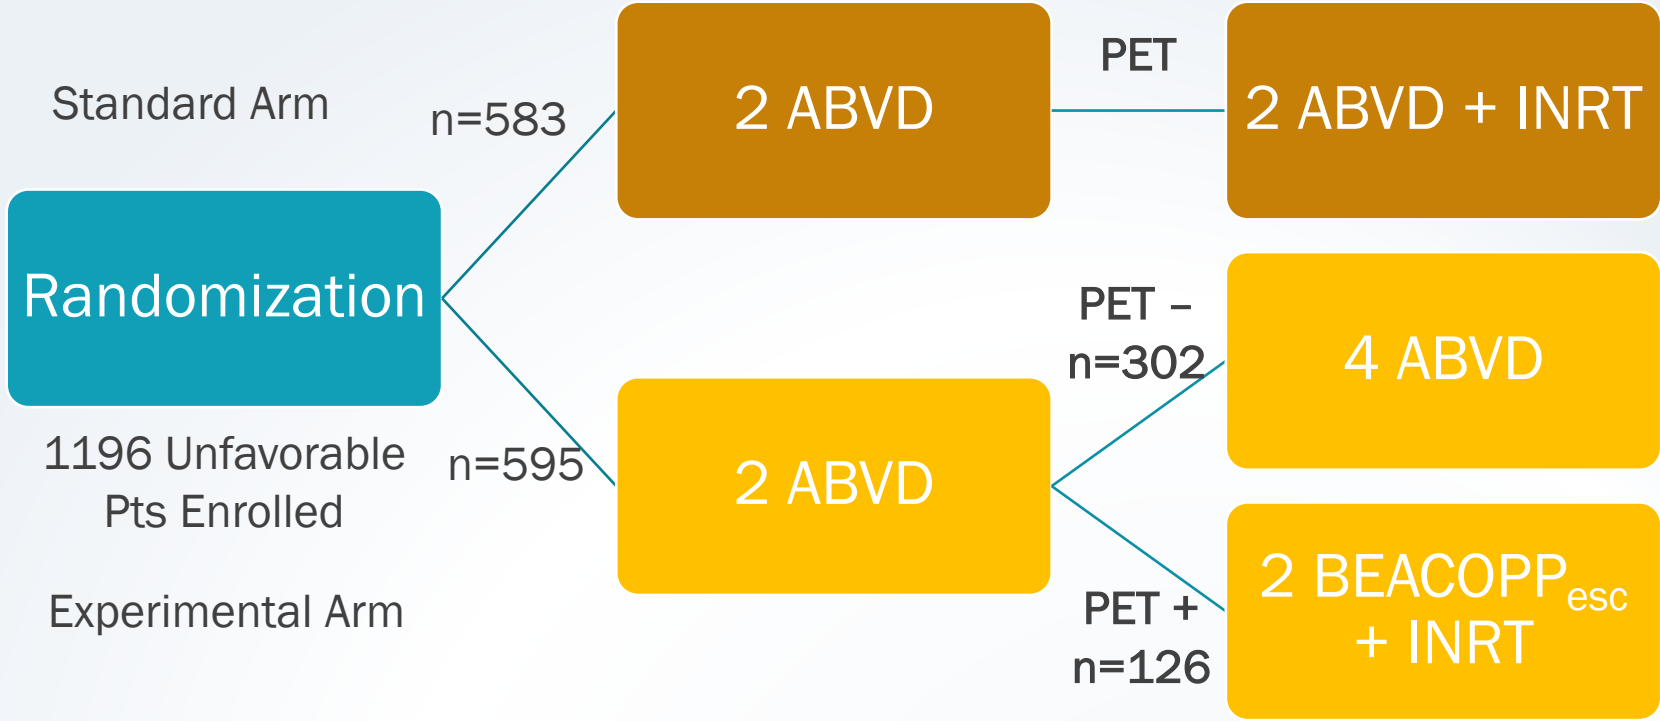 Standard Arm
n=583
2 ABVD
PET
2 ABVD + INRT
Randomization
1196 Unfavorable
Pts Enrolled
Experimental Arm
n=595
2 ABVD
PET –
n=302
4 ABVD
PET +
n=126
2 BEACOPPesc
+ INRT